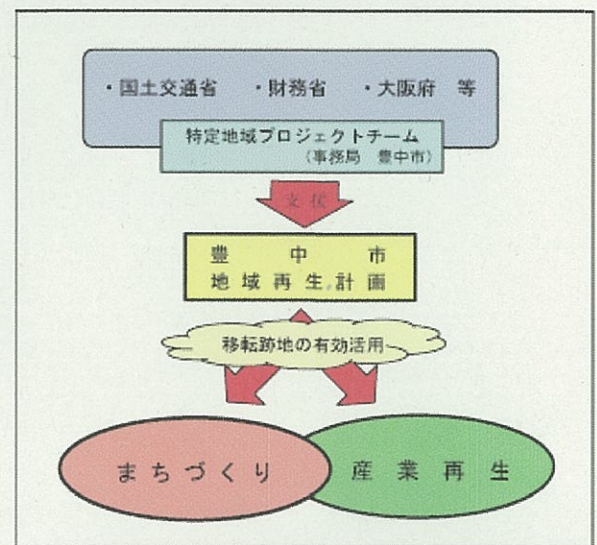 ・国土交通省　・財務省　・大阪府　等
特定地域プロジェクトチーム
（事務局　豊中市）
支援
豊中市
地域再生計画
移転跡地の有効活用
まちづくり
産業再生